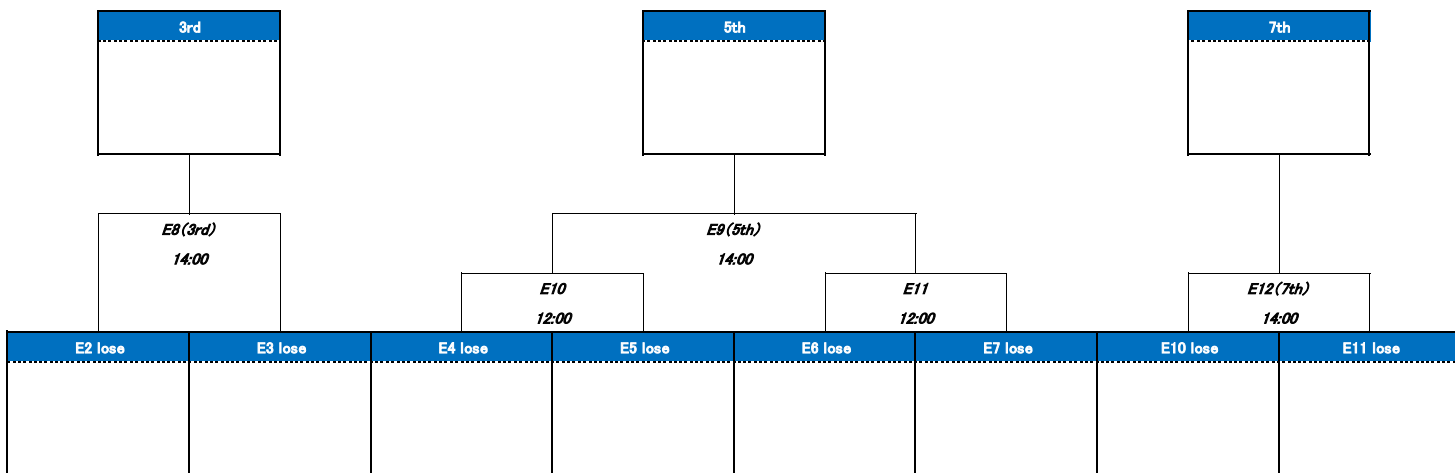 3rd
5th
7th
E8(3rd)
14:00
E9(5th)
14:00
E10
12:00
E11
12:00
E12(7th)
14:00
E2 lose
E3 lose
E4 lose
E5 lose
E6 lose
E7 lose
E10 lose
E11 lose